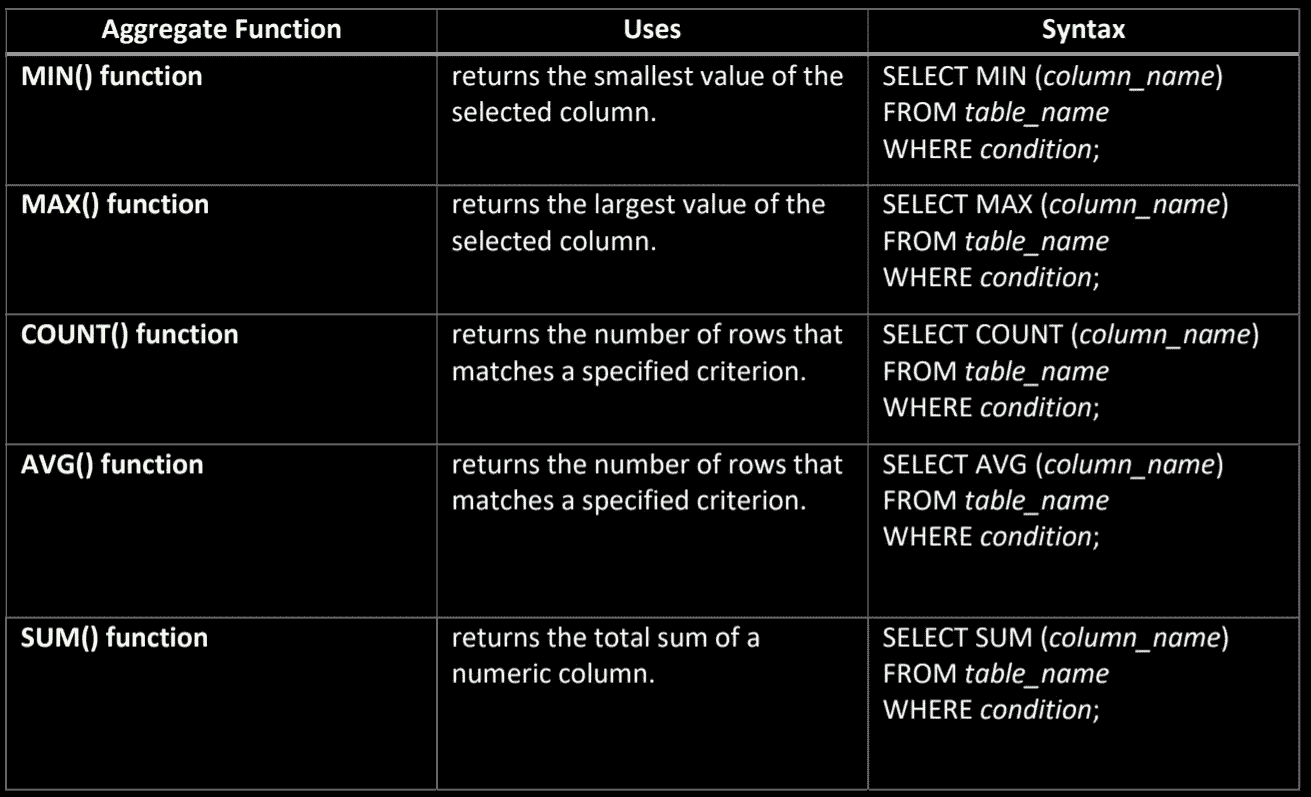 Aggregate Function
Uses
Syntax
MIN() function
returns the smallest value of the
selected column.
SELECT MIN (column_name)
FROM table_name
WHERE condition;
MAX() function
returns the largest value of the
selected column.
SELECT MAX (column_name)
FROM table_name
WHERE condition;
COUNT() function
returns the number of rows that
matches a specified criterion.
SELECT COUNT (column_name)
FROM table_name
WHERE condition;
AVG() function
returns the number of rows that
matches a specified criterion.
SELECT AVG (column_name)
FROM table_name
WHERE condition;
SUM() function
returns the total sum of a
numeric column.
SELECT SUM (column_name)
FROM table_name
WHERE condition;